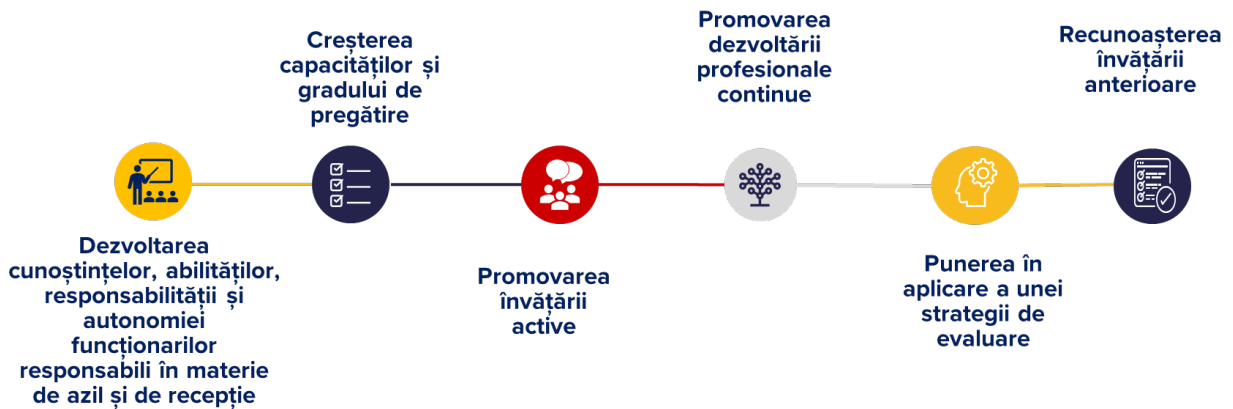 Dezvoltarea
cunoștințelor, abilităților,
responsabilității și
autonomiei
funcționarilor
responsabili în materie
de azil și de recepție
Creșterea
capacităților și
gradului de
pregătire
Promovarea
învățării
active
Promovarea
dezvoltării
profesionale
continue
Punerea în
aplicare a unei
strategii de
evaluare
Recunoașterea
învățării
anterioare